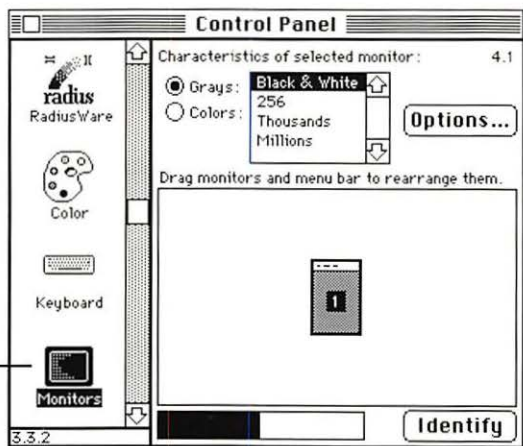 Control Panel
radius
RadiusWare
Color
Keyboard
Monitors
3.3.2
Characteristics of selected monitor: 4.1
Grays:
Colors:
Black & White
256
Thousands
Millions
Options...
Drag monitors and menu bar to rearrange them.
1
Identify